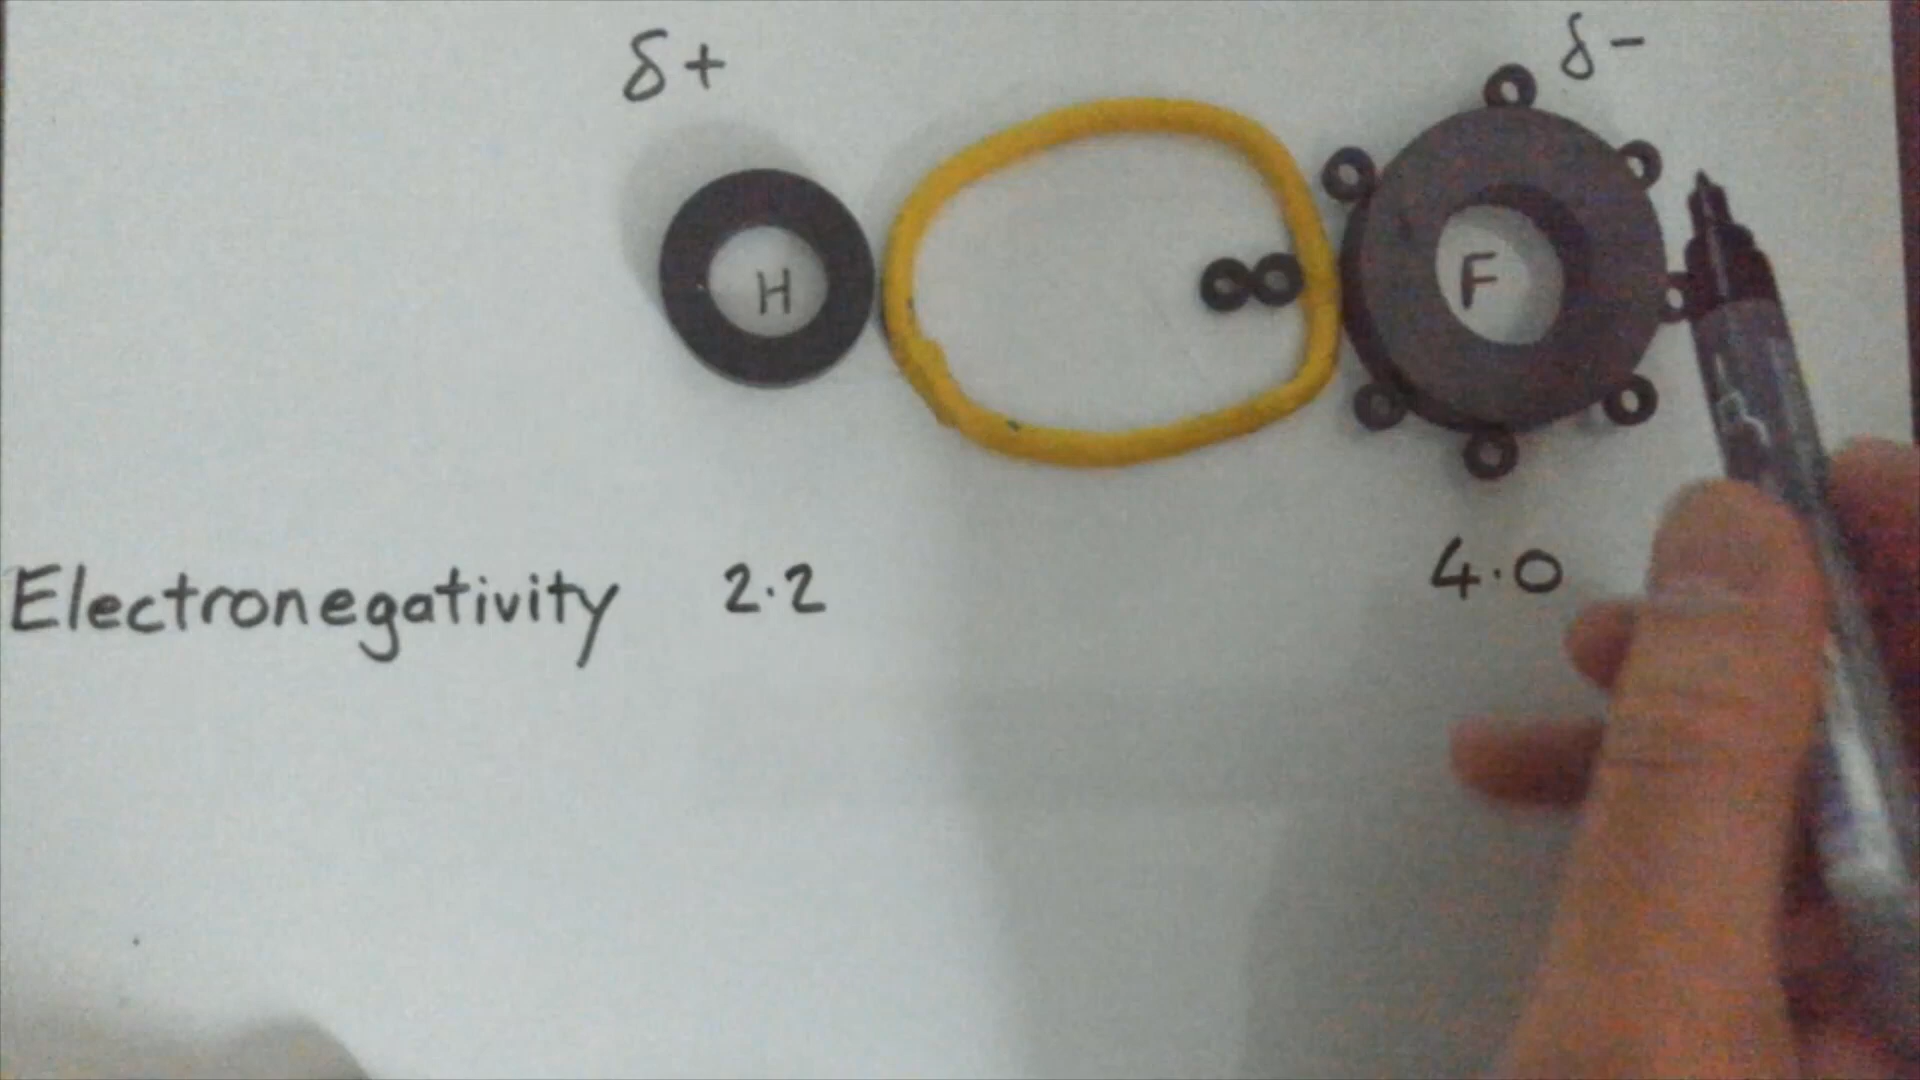 δ+ δ-
H F
Electronegativity 2.2 4.0